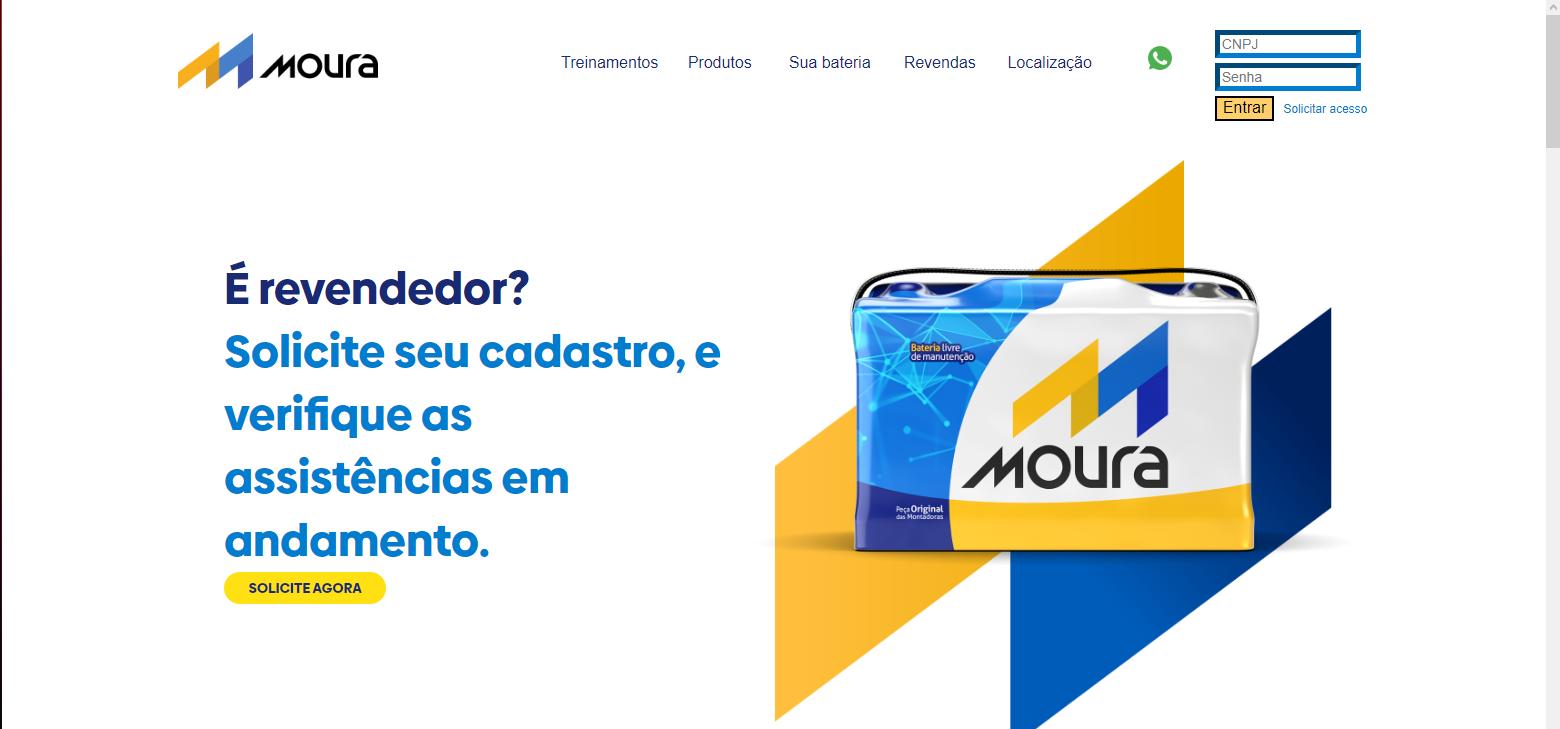 moura
Treinamentos
Produtos
Sua bateria
Revendas
Localização
CNPJ
Senha
Entrar
Solicitar acesso
É revendedor?
Solicite seu cadastro, e
verifique as
assistências em
andamento.
SOLICITE AGORA
Bateria livre
de manutenção
moura
Peça Original
das Montadoras